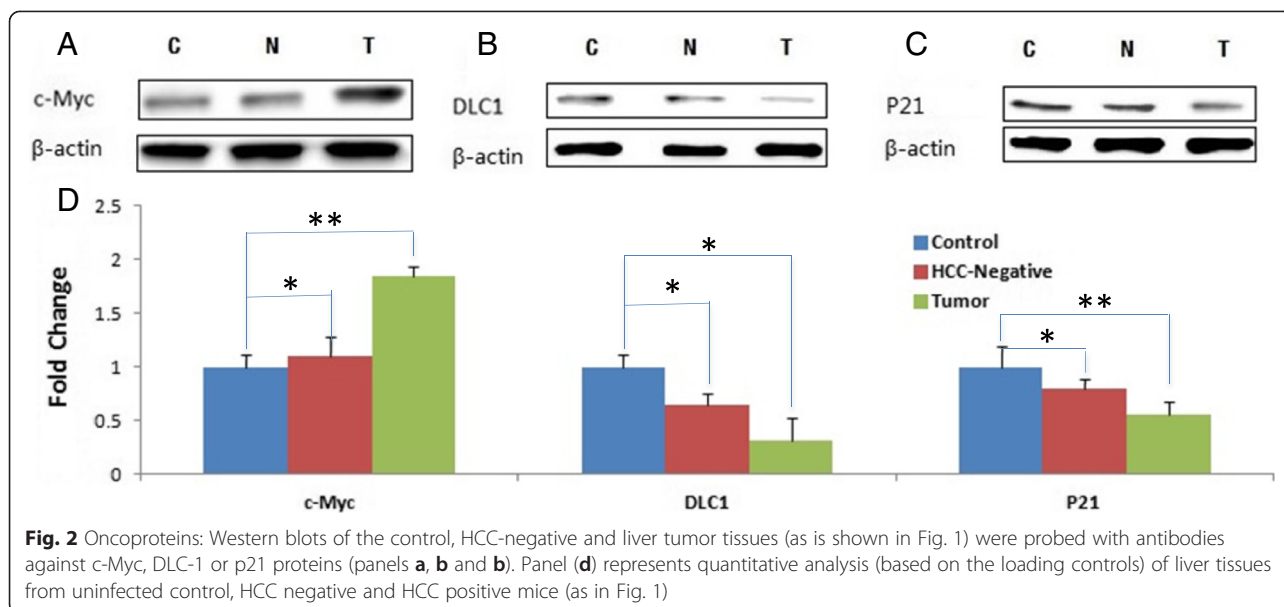 A
C N T
c-Myc
β-actin
B
C N T
DLC1
β-actin
C
C N T
P21
β-actin
D
Fold Change
2.5
2
1.5
1
0.5
0
** 
*
*
*
**
*
Control
HCC-Negative
Tumor
c-Myc DLC1 P21
Fig. 2 Oncoproteins: Western blots of the control, HCC-negative and liver tumor tissues (as is shown in Fig. 1) were probed with antibodies
against c-Myc, DLC-1 or p21 proteins (panels a, b and b). Panel (d) represents quantitative analysis (based on the loading controls) of liver tissues
from uninfected control, HCC negative and HCC positive mice (as in Fig. 1)